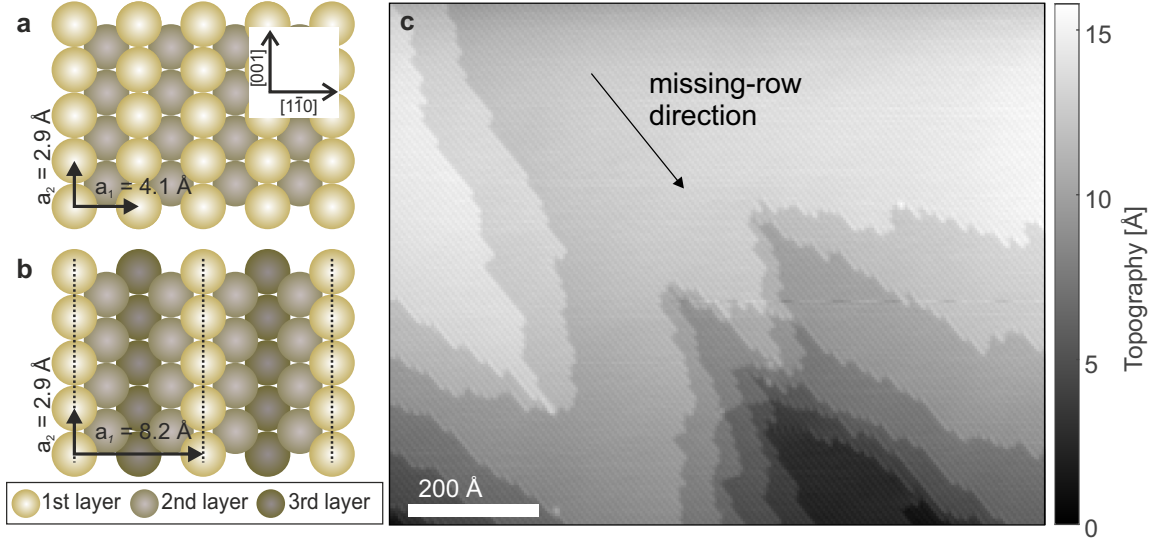 a
[001]
[11̄0]
a₂ = 2.9 Å
a₁ = 4.1 Å
b
a₂ = 2.9 Å
a₁ = 8.2 Å
1st layer 2nd layer 3rd layer
c
missing-row
direction
200 Å
15
10
5
0
Topography [Å]